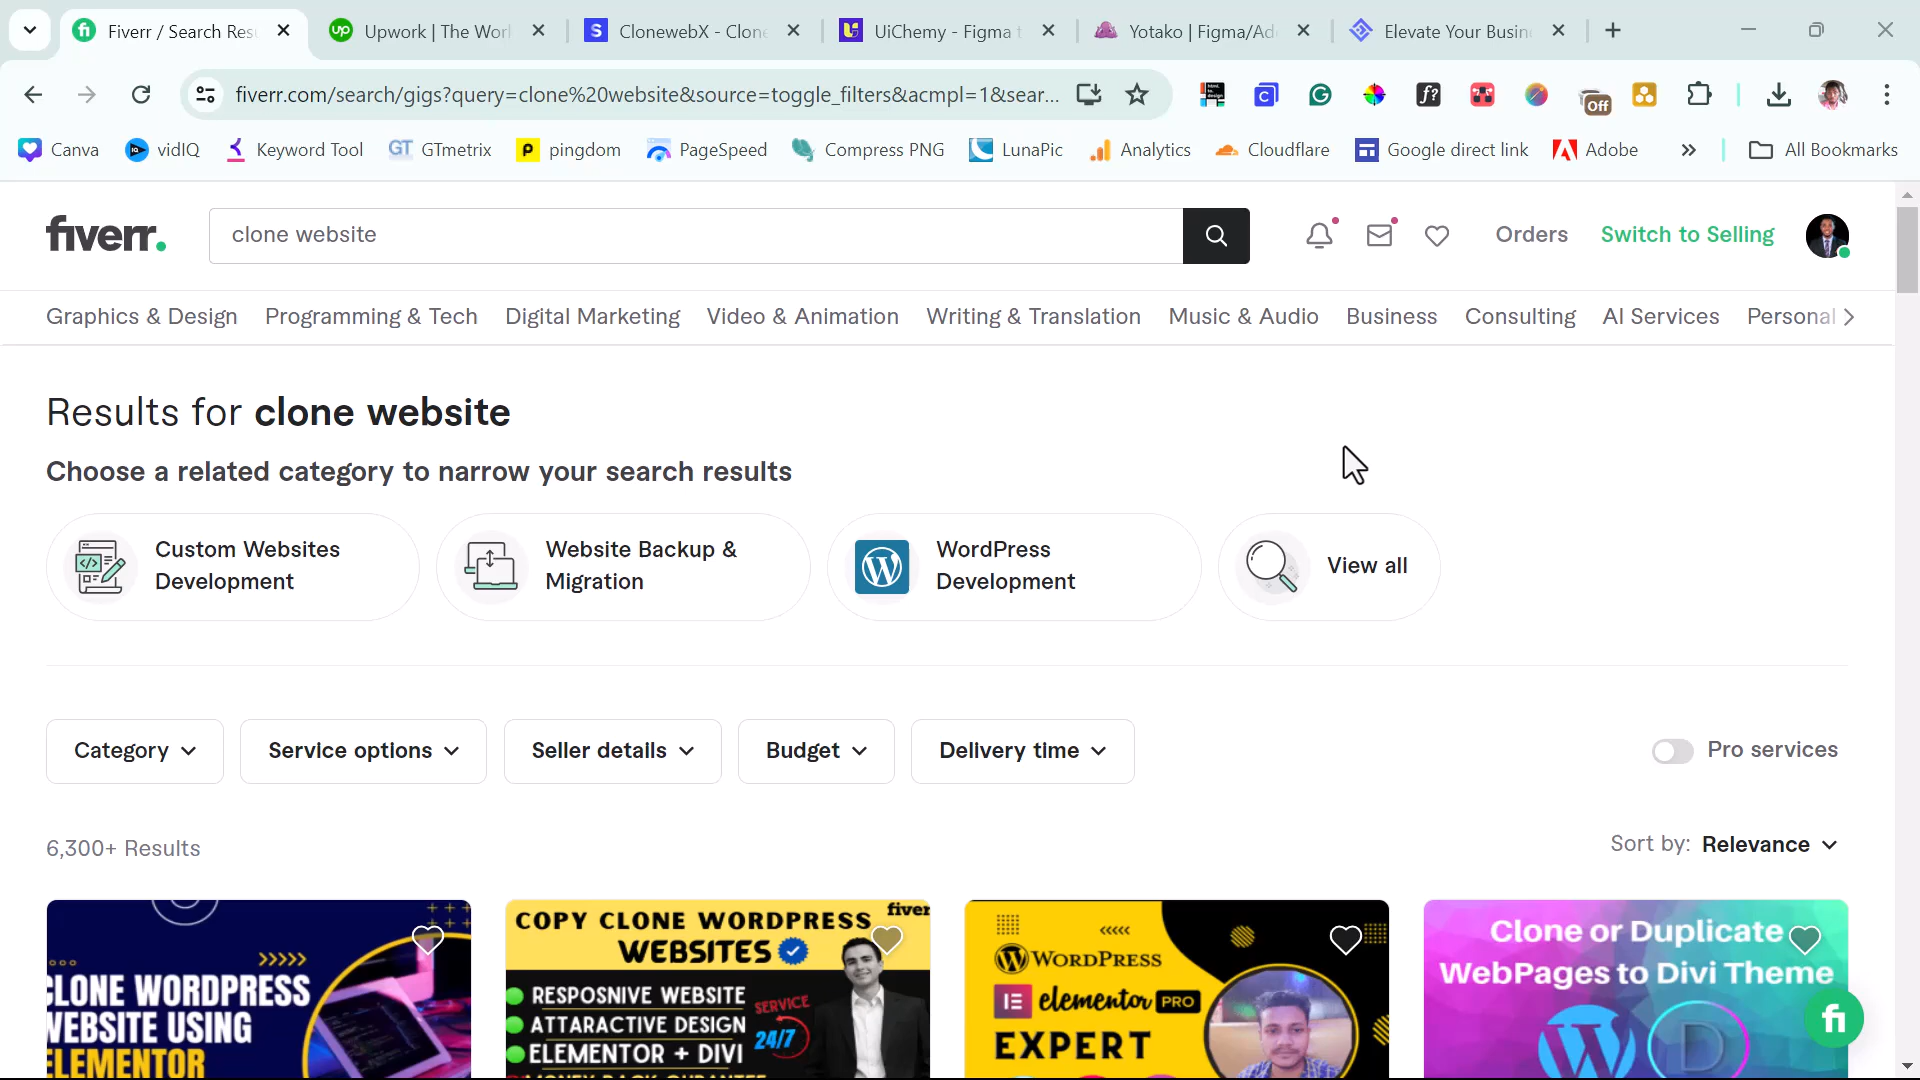 Fiverr / Search Res
Upwork | The Worl
ClonewebX - Clone
UiChemy - Figma t
Yotako | Figma/Ad
Elevate Your Busin
fiverr.com/search/gigs?query=clone%20website&source=toggle_filters&acmpl=1&sear...
Off
Canva
vidIQ
Keyword Tool
GT GTmetrix
pingdom
PageSpeed
Compress PNG
LunaPic
Analytics
Cloudflare
Google direct link
Adobe
»
All Bookmarks
fiverr.
clone website
Orders
Switch to Selling
Graphics & Design
Programming & Tech
Digital Marketing
Video & Animation
Writing & Translation
Music & Audio
Business
Consulting
AI Services
Personal
Results for clone website
Choose a related category to narrow your search results
Custom Websites
Development
Website Backup &
Migration
WordPress
Development
View all
Category
Service options
Seller details
Budget
Delivery time
Pro services
6,300+ Results
Sort by: Relevance
CLONE WORDPRESS
WEBSITE USING
ELEMENTOR
fiverr
COPY CLONE WORDPRESS
WEBSITES
RESPOSNIVE WEBSITE
ATTARACTIVE DESIGN
ELEMENTOR + DIVI
SERVICE
24/7
WORDPRESS
elementor PRO
EXPERT
Clone or Duplicate
WebPages to Divi Theme
fi